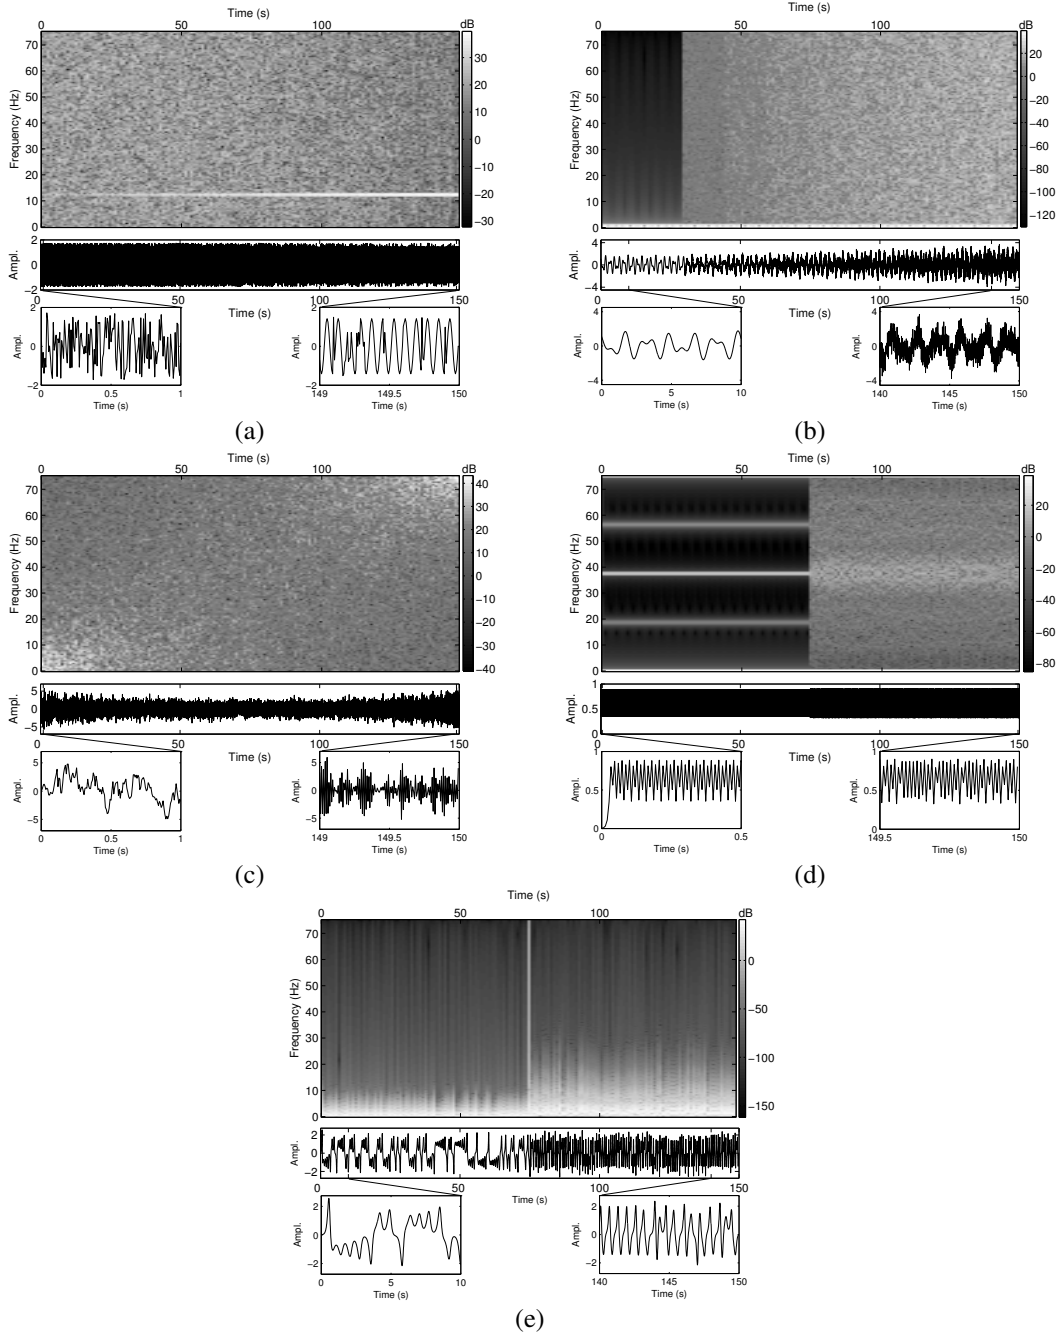 Time (s)
0 50 100
dB
Frequency (Hz)
70
60
50
40
30
20
10
0
30
20
10
0
−10
−20
−30
Ampl.
2
0
−2
0 50 100 150
Time (s)
Ampl.
2
0
−2
0 0.5 1
Time (s)
Ampl.
2
0
−2
149 149.5 150
Time (s)
(a)
Time (s)
0 50 100
dB
Frequency (Hz)
70
60
50
40
30
20
10
0
20
0
−20
−40
−60
−80
−100
−120
Ampl.
4
0
−4
0 50 100 150
Time (s)
Ampl.
4
0
−4
0 5 10
Time (s)
Ampl.
4
0
−4
140 145 150
Time (s)
(b)
Time (s)
0 50 100
dB
Frequency (Hz)
70
60
50
40
30
20
10
0
40
30
20
10
0
−10
−20
−30
−40
Ampl.
5
0
−5
0 50 100 150
Time (s)
Ampl.
5
0
−5
0 0.5 1
Time (s)
Ampl.
5
0
−5
149 149.5 150
Time (s)
(c)
Time (s)
0 50 100
dB
Frequency (Hz)
70
60
50
40
30
20
10
0
20
0
−20
−40
−60
−80
Ampl.
1
0.5
0
0 50 100 150
Time (s)
Ampl.
1
0.5
0
0 0.5
Time (s)
Ampl.
1
0.5
0
149.5 150
Time (s)
(d)
Time (s)
0 50 100
dB
Frequency (Hz)
70
60
50
40
30
20
10
0
0
−50
−100
−150
Ampl.
2
0
−2
0 50 100 150
Time (s)
Ampl.
2
0
−2
0 5 10
Time (s)
Ampl.
2
0
−2
140 145 150
Time (s)
(e)